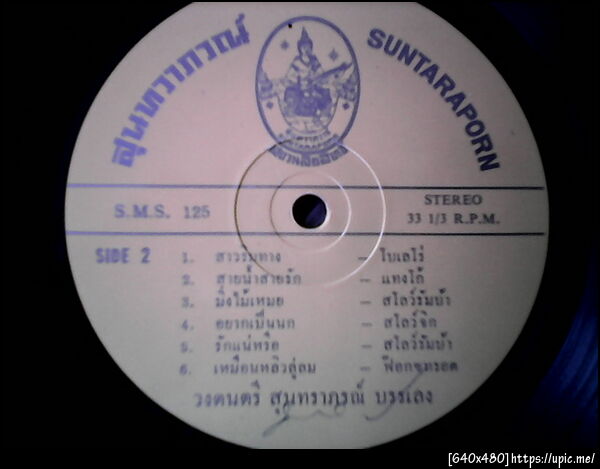 สุนทราภรณ์
SUNTARAPORN
S.M.S. 125
STEREO
33 1/3 R.P.M.
SIDE 2
1. สาวริมทาง – โบเลโร่
2. สายน้ำสายรัก – แทงโก้
3. มิ่งไม้เหมย – สโลว์รัมบ้า
4. อยากเป็นนก – สโลว์จิก
5. รักแน่หรือ – สโลว์รัมบ้า
6. เหมือนหลิวลู่ลม – ฟ๊อกซทรอต
วงดนตรี สุนทราภรณ์ บรรเลง
[640x480]https://upic.me/